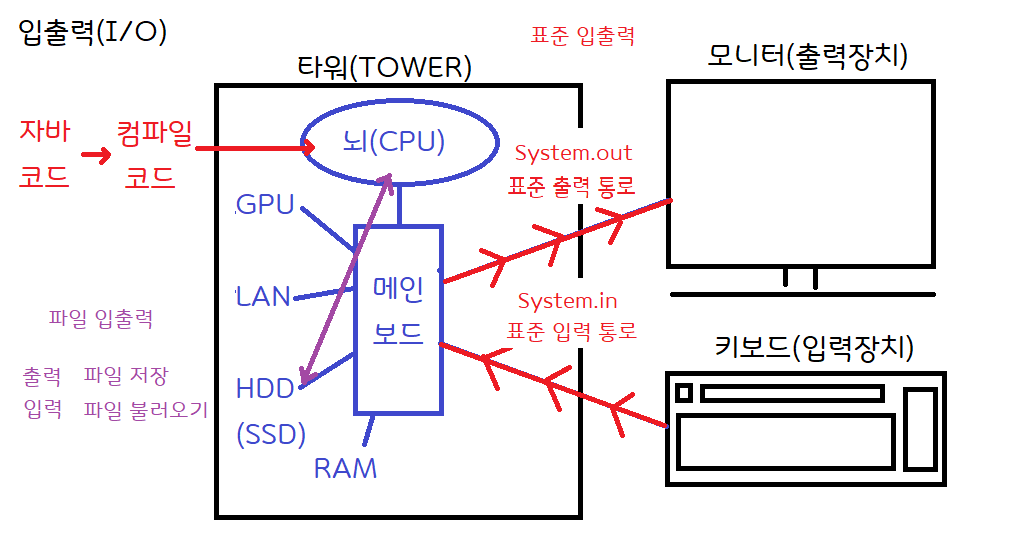 입출력(I/O)
표준 입출력
모니터(출력장치)
타워(TOWER)
자바
코드
컴파일
코드
뇌(CPU)
System.out
표준 출력 통로
GPU
LAN
메인
보드
System.in
표준 입력 통로
파일 입출력
키보드(입력장치)
출력 파일 저장
입력 파일 불러오기
HDD
(SSD)
RAM